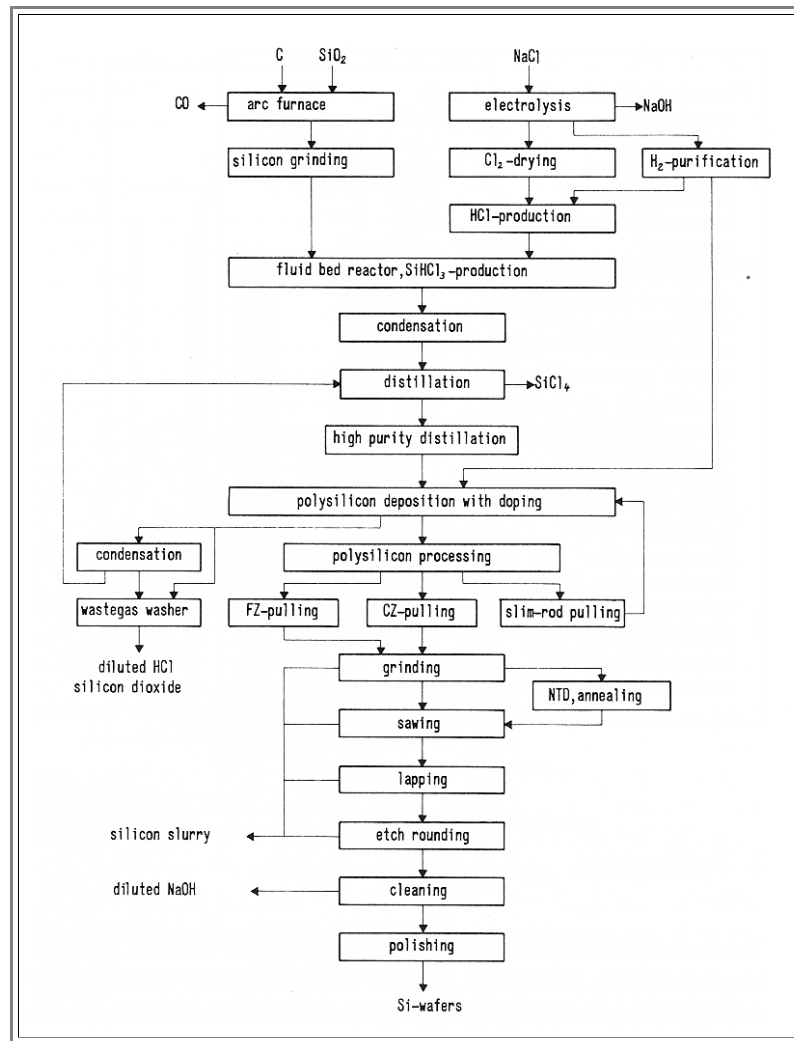 C
SiO₂
NaCl
CO
arc furnace
electrolysis
NaOH
silicon grinding
Cl₂-drying
H₂-purification
HCl-production
fluid bed reactor,SiHCl₃-production
condensation
distillation
SiCl₄
high purity distillation
polysilicon deposition with doping
condensation
polysilicon processing
wastegas washer
FZ-pulling
CZ-pulling
slim-rod pulling
diluted HCl
silicon dioxide
grinding
NTD,annealing
sawing
lapping
silicon slurry
etch rounding
diluted NaOH
cleaning
polishing
Si-wafers